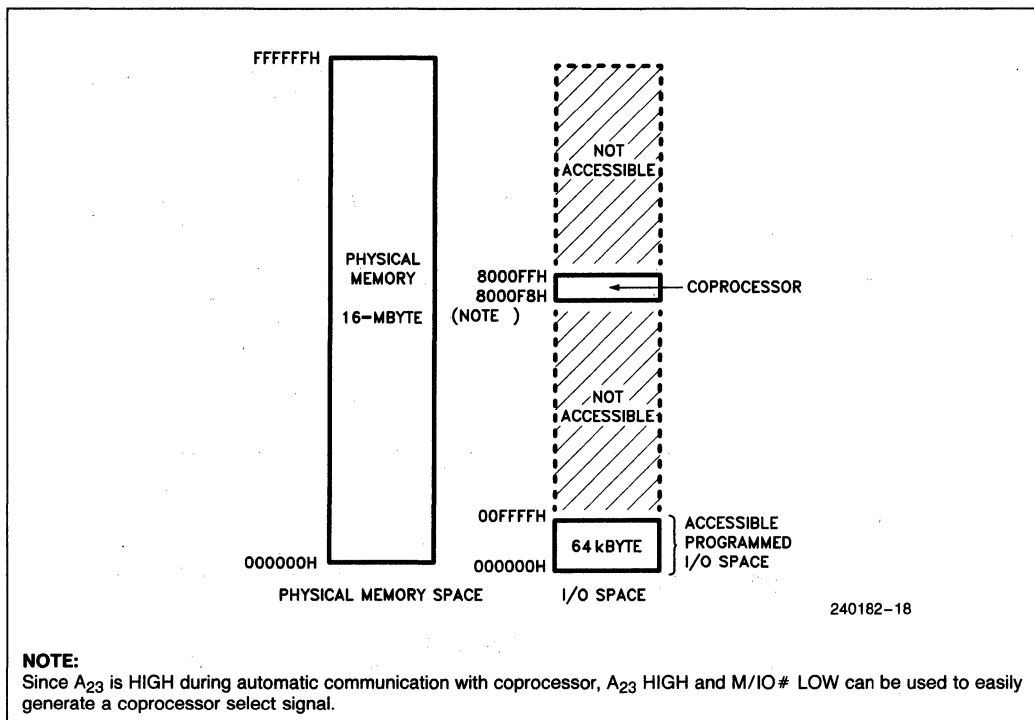 FFFFFFH
PHYSICAL
MEMORY
16-MBYTE
000000H
PHYSICAL MEMORY SPACE
NOT
ACCESSIBLE
8000FFH
8000F8H
(NOTE )
COPROCESSOR
NOT
ACCESSIBLE
00FFFFH
64 kBYTE
000000H
ACCESSIBLE
PROGRAMMED
I/O SPACE
I/O SPACE
240182-18
NOTE:
Since A23 is HIGH during automatic communication with coprocessor, A23 HIGH and M/IO# LOW can be used to easily
generate a coprocessor select signal.